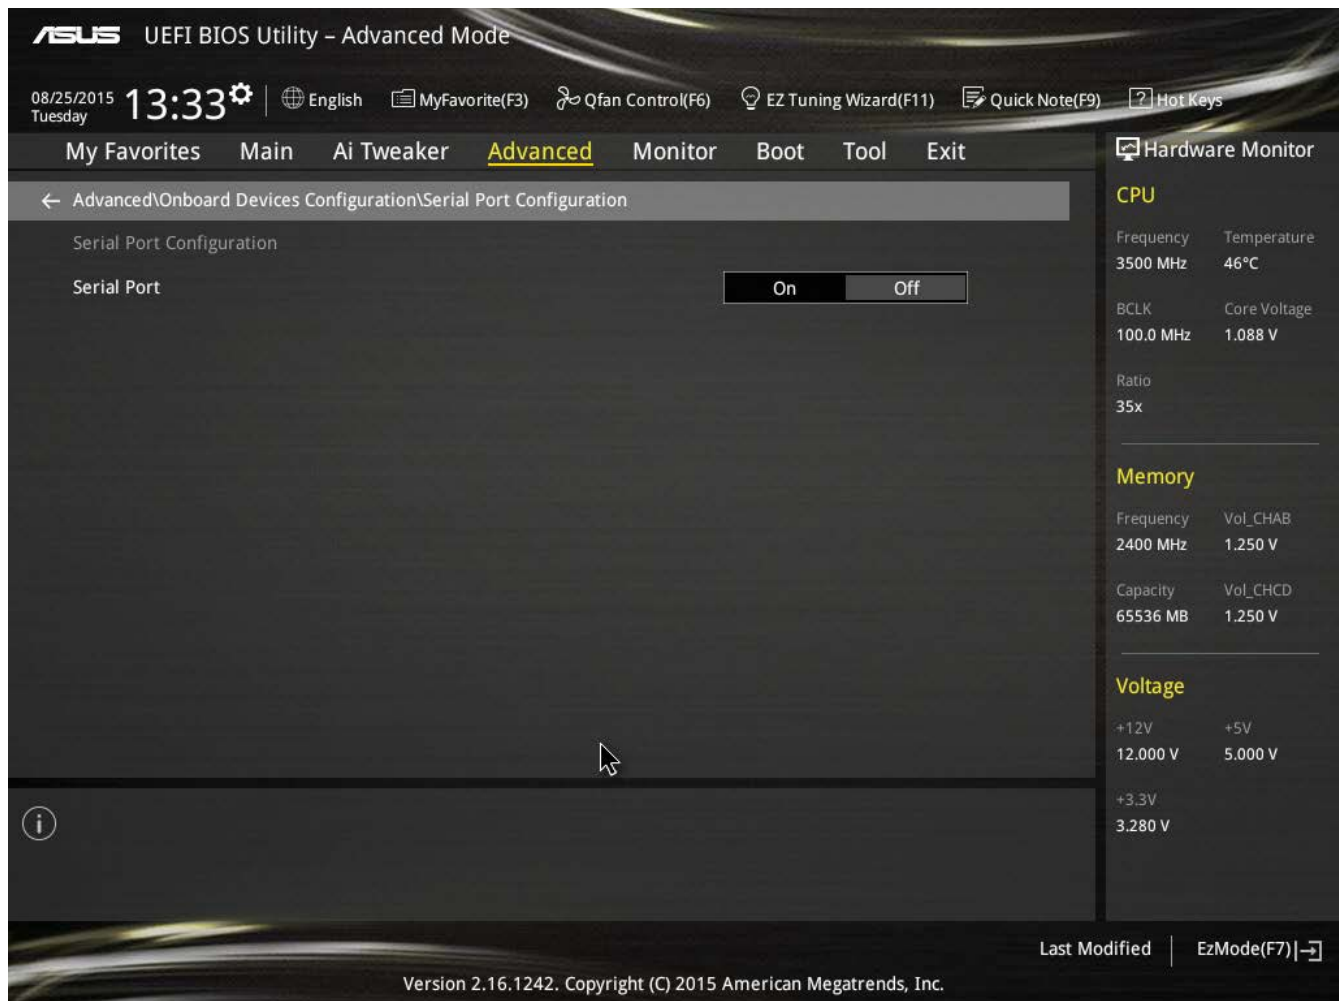 ASUS UEFI BIOS Utility – Advanced Mode
08/25/2015 Tuesday 13:33 English MyFavorite(F3) Qfan Control(F6) EZ Tuning Wizard(F11) Quick Note(F9) ? Hot Keys
My Favorites Main Ai Tweaker Advanced Monitor Boot Tool Exit
← Advanced\Onboard Devices Configuration\Serial Port Configuration
Serial Port Configuration
Serial Port On Off
Hardware Monitor
CPU
Frequency Temperature
3500 MHz 46°C
BCLK Core Voltage
100.0 MHz 1.088 V
Ratio
35x
Memory
Frequency Vol_CHAB
2400 MHz 1.250 V
Capacity Vol_CHCD
65536 MB 1.250 V
Voltage
+12V +5V
12.000 V 5.000 V
+3.3V
3.280 V
Last Modified EzMode(F7)
Version 2.16.1242. Copyright (C) 2015 American Megatrends, Inc.